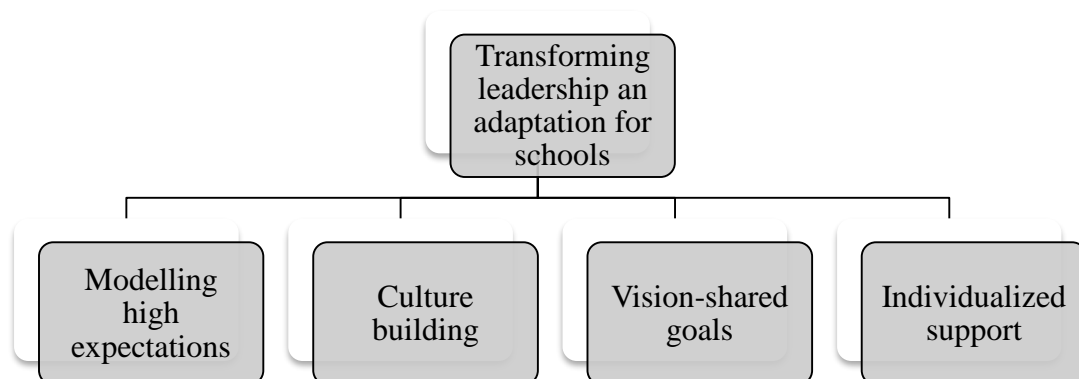 Transforming
leadership an
adaptation for
schools
Modelling
high
expectations
Culture
building
Vision-shared
goals
Individualized
support